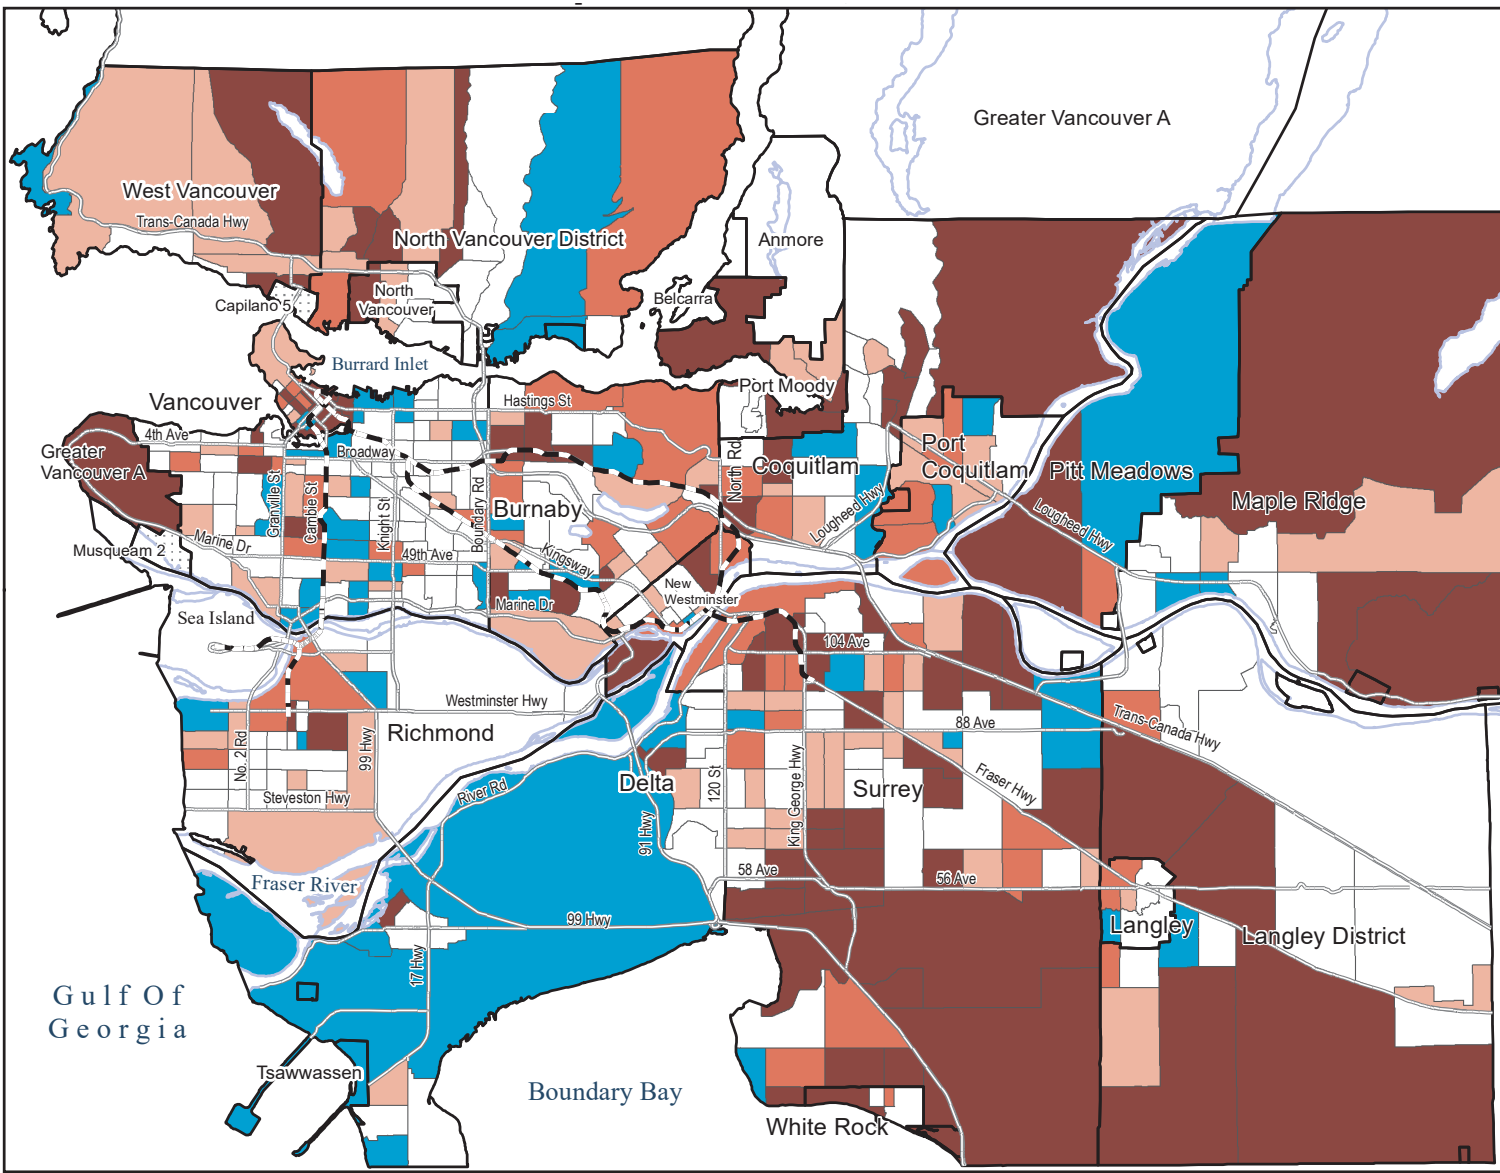 Greater Vancouver A
West Vancouver
Trans-Canada Hwy
North Vancouver District
Anmore
North
Vancouver
Belcarra
Capilano 5
Burrard Inlet
Port Moody
Vancouver
Hastings St
4th Ave
Broadway
Greater
Vancouver A
North Rd
Coquitlam
Port
Coquitlam
Pitt Meadows
Maple Ridge
Granville St
Cambie St
Knight St
Boundary Rd
Burnaby
Lougheed Hwy
Lougheed Hwy
Marine Dr
Musqueam 2
49th Ave
Kingsway
New
Westminster
Marine Dr
Sea Island
104 Ave
Westminster Hwy
Richmond
88 Ave
Trans-Canada Hwy
No. 2 Rd
99 Hwy
Steveston Hwy
River Rd
Delta
120 St
King George Hwy
Surrey
Fraser Hwy
91 Hwy
58 Ave
56 Ave
Fraser River
99 Hwy
17 Hwy
Langley
Langley District
Gulf Of
Georgia
Tsawwassen
Boundary Bay
White Rock